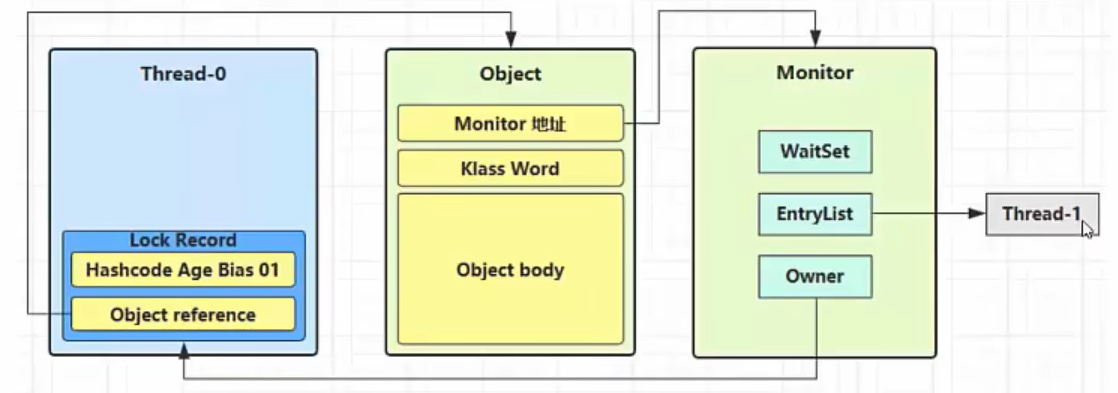 Thread-0
Lock Record
Hashcode Age Bias 01
Object reference
Object
Monitor 地址
Klass Word
Object body
Monitor
WaitSet
EntryList
Owner
Thread-1